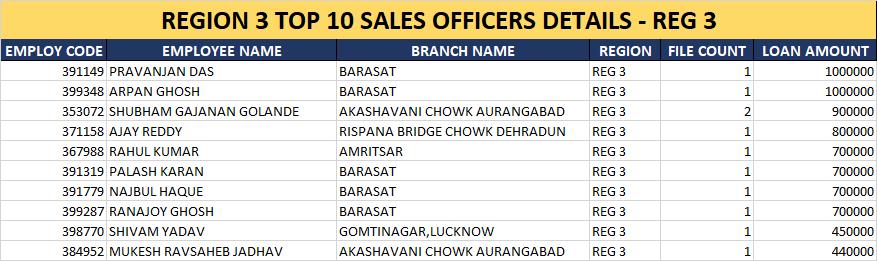 REGION 3 TOP 10 SALES OFFICERS DETAILS - REG 3
EMPLOY CODE EMPLOYEE NAME BRANCH NAME REGION FILE COUNT LOAN AMOUNT
391149 PRAVANJAN DAS BARASAT REG 3 1 1000000
399348 ARPAN GHOSH BARASAT REG 3 1 1000000
353072 SHUBHAM GAJANAN GOLANDE AKASHAVANI CHOWK AURANGABAD REG 3 2 900000
371158 AJAY REDDY RISPANA BRIDGE CHOWK DEHRADUN REG 3 1 800000
367988 RAHUL KUMAR AMRITSAR REG 3 1 700000
391319 PALASH KARAN BARASAT REG 3 1 700000
391779 NAJBUL HAQUE BARASAT REG 3 1 700000
399287 RANAJOY GHOSH BARASAT REG 3 1 700000
398770 SHIVAM YADAV GOMTINAGAR,LUCKNOW REG 3 1 450000
384952 MUKESH RAVSAHEB JADHAV AKASHAVANI CHOWK AURANGABAD REG 3 1 440000